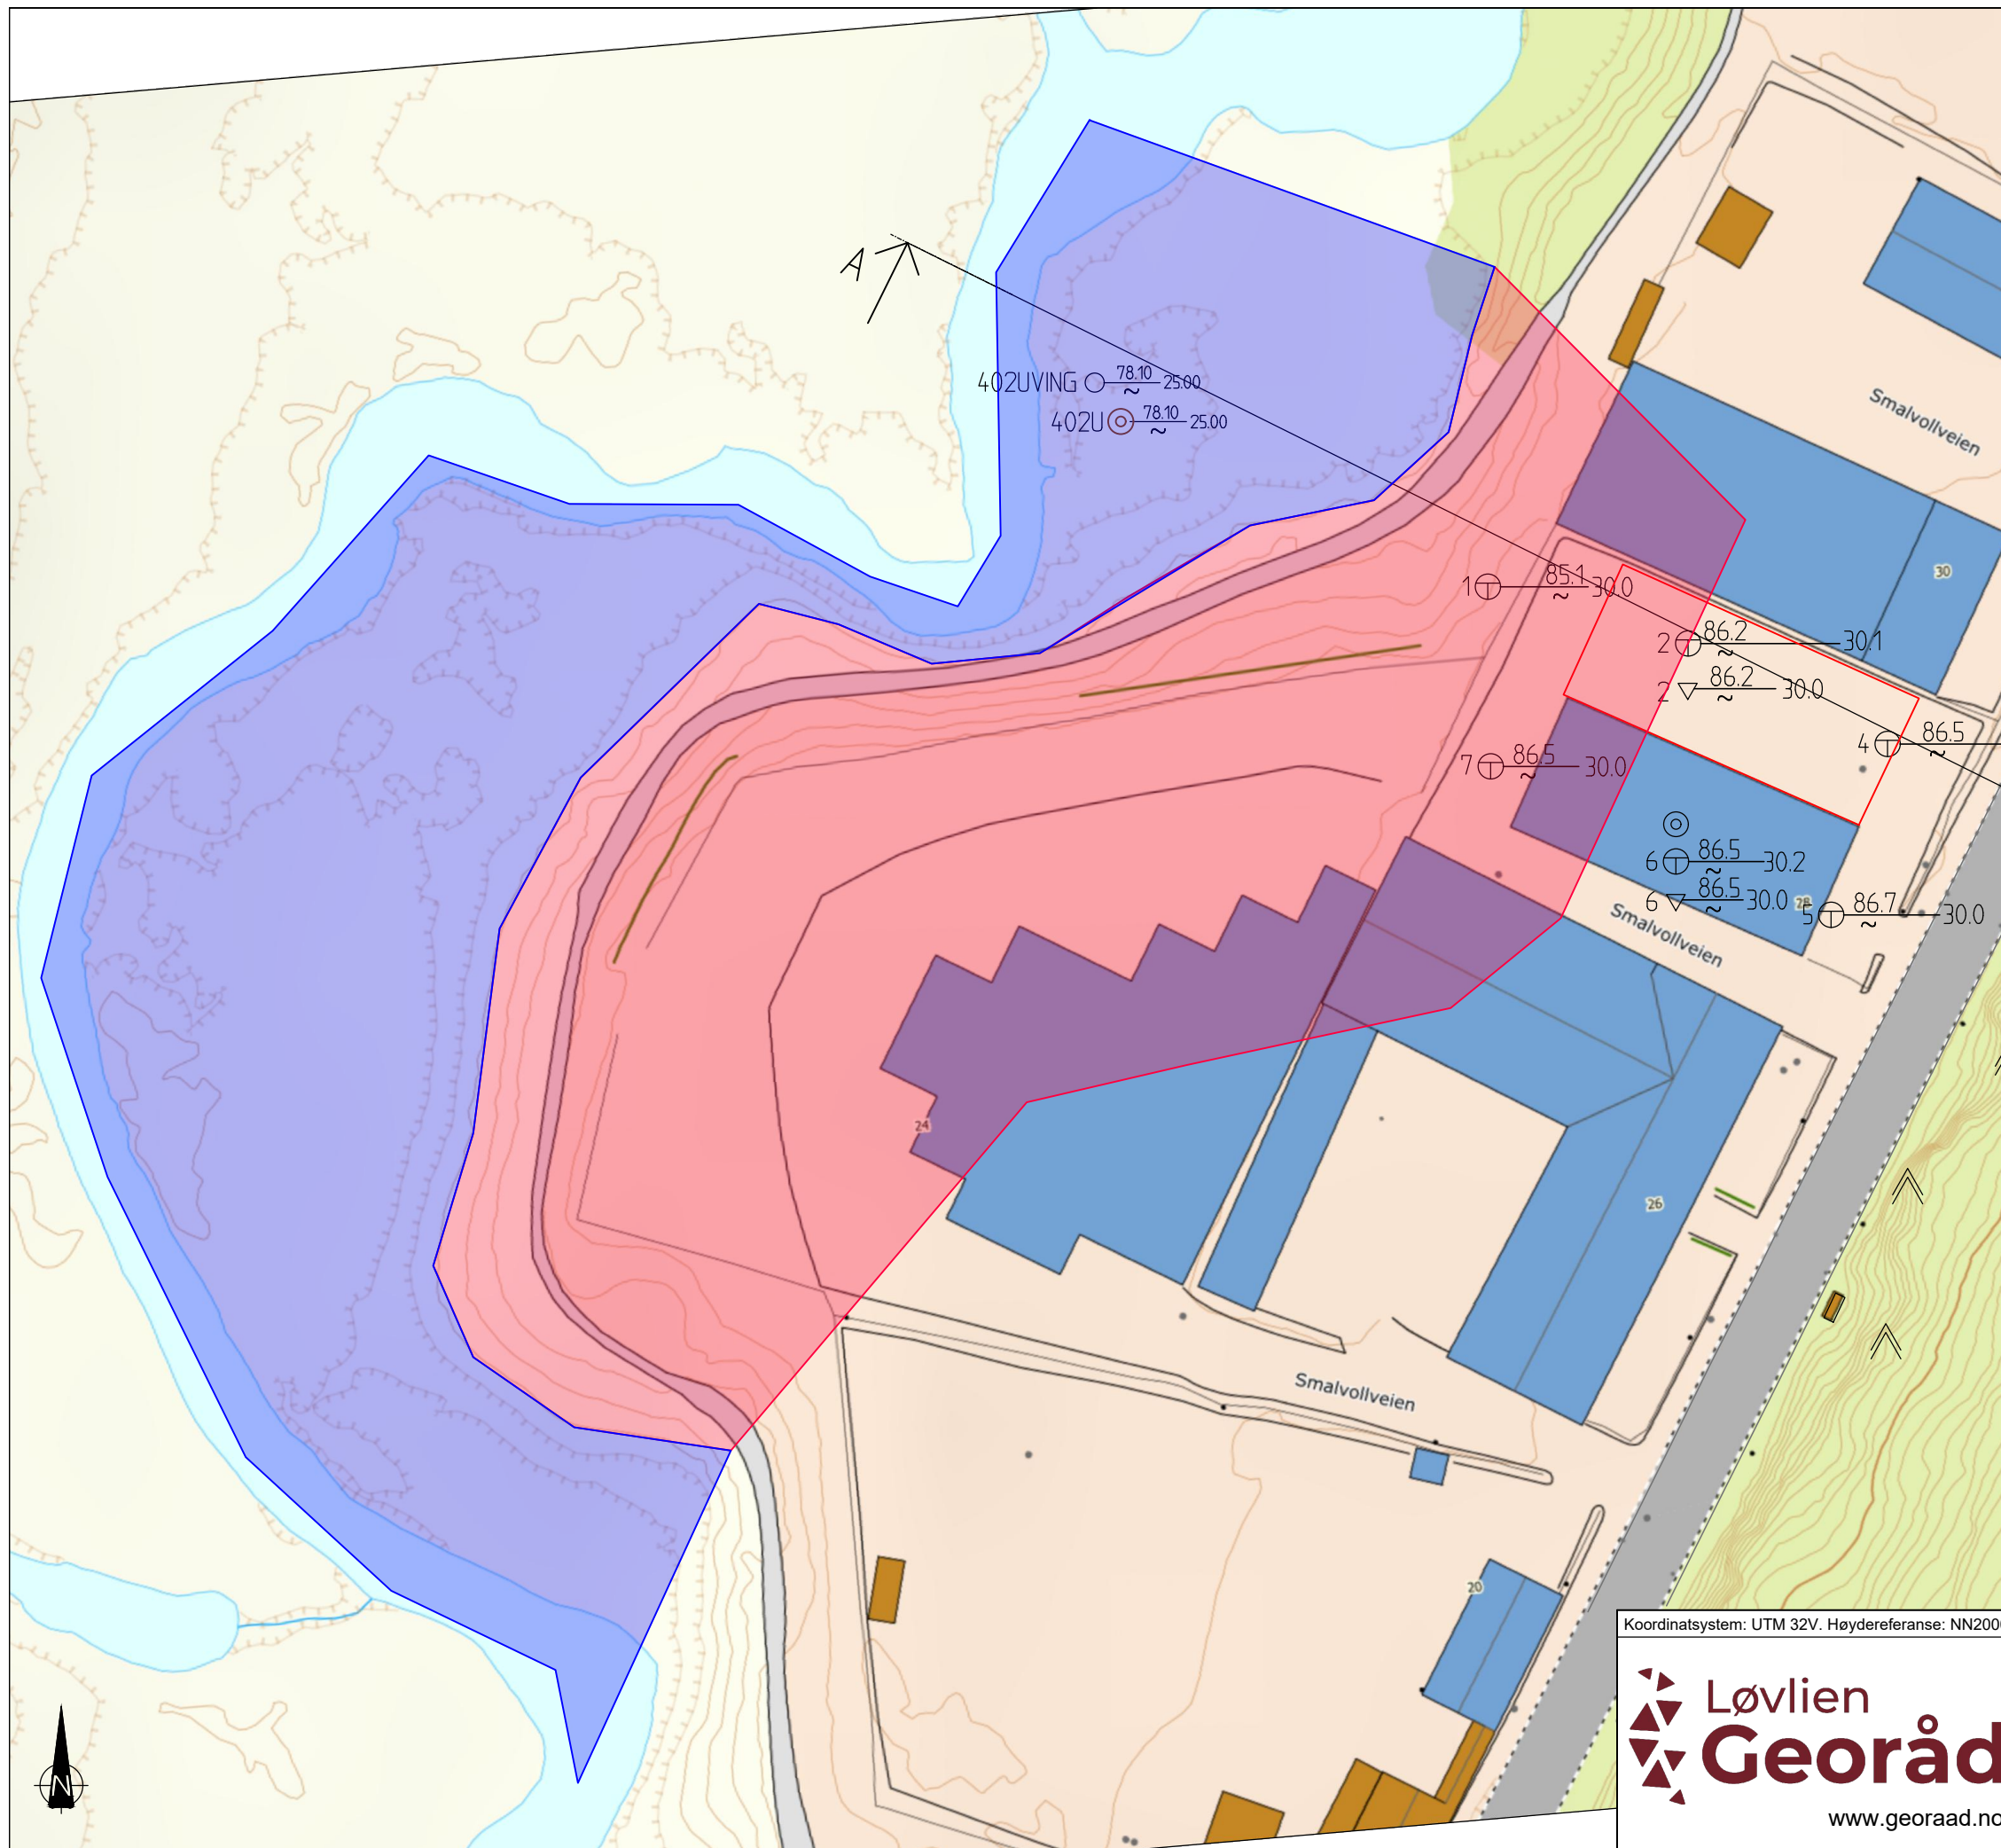 A
402UVING 78.10 ~ 25.00
402U 78.10 ~ 25.00
Smalvollveien
30
1 85.1 ~ 30.0
2 86.2 ~ 30.1
2 86.2 ~ 30.0
4 86.5 ~
7 86.5 ~ 30.0
6 86.5 ~ 30.2
6 86.5 ~ 30.0
28
5 86.7 ~ 30.0
Smalvollveien
24
26
Smalvollveien
20
Koordinatsystem: UTM 32V. Høydereferanse: NN200
Løvlien
Georåd
www.georaad.no
N